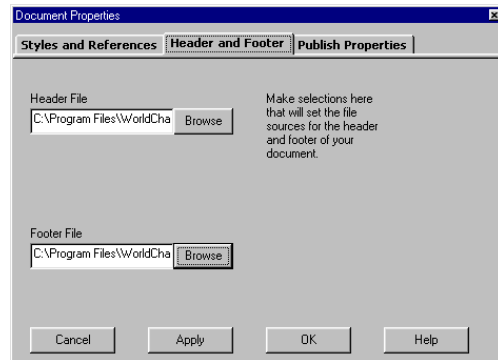 Document Properties
Styles and References Header and Footer Publish Properties
Header File
C:\Program Files\WorldCha Browse
Make selections here
that will set the file
sources for the header
and footer of your
document.
Footer File
C:\Program Files\WorldCha Browse
Cancel Apply OK Help